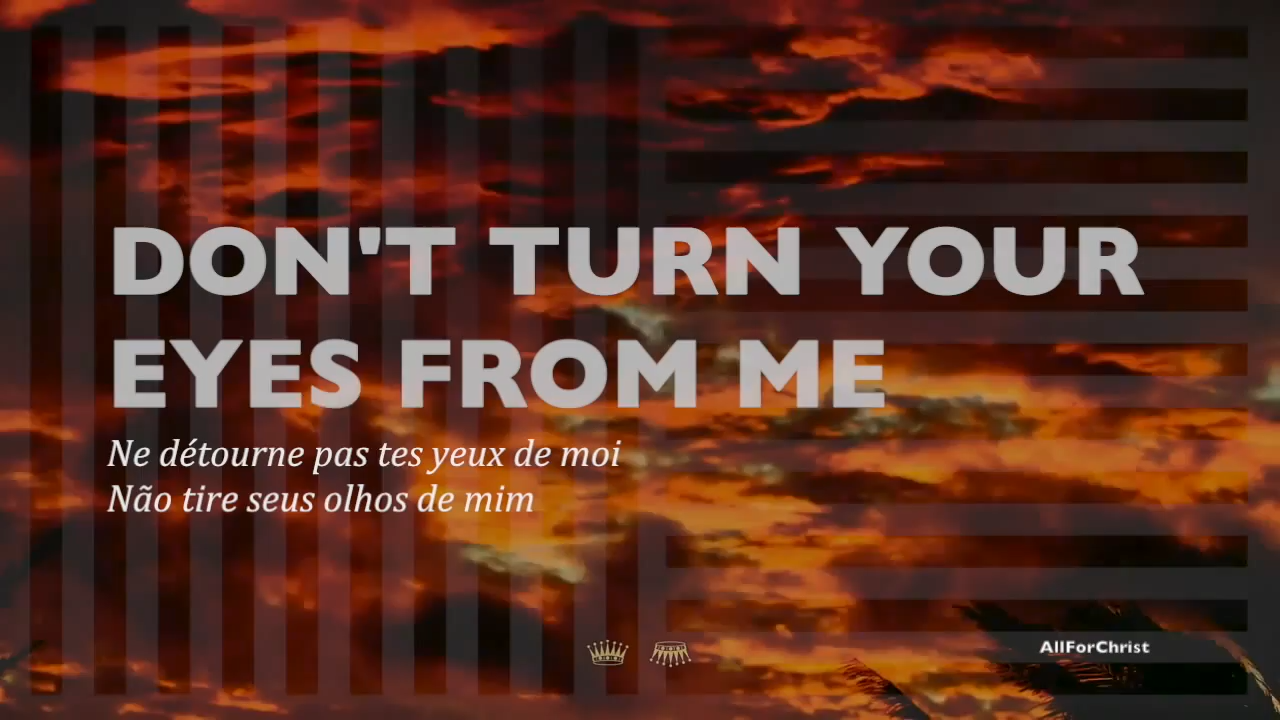 DON'T TURN YOUR
EYES FROM ME
Ne détourne pas tes yeux de moi
Não tire seus olhos de mim
AllForChrist